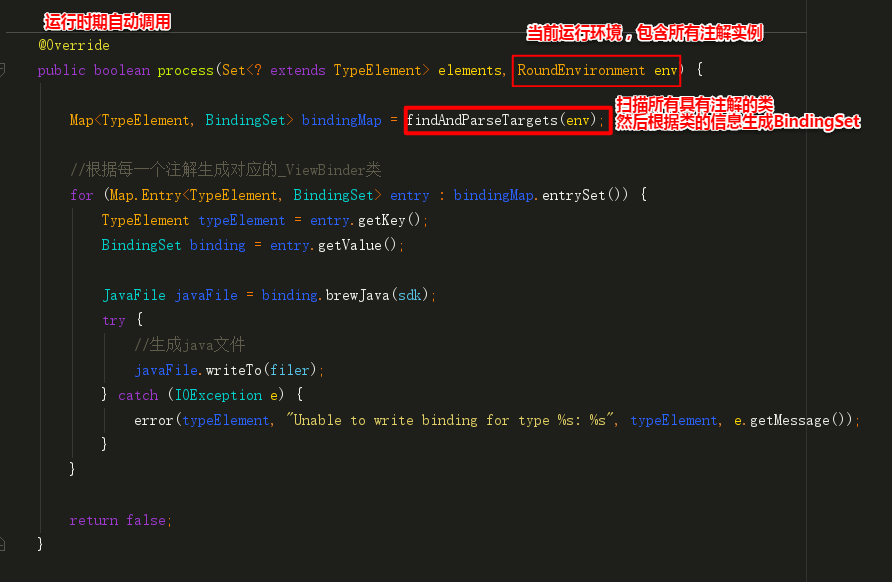 运行时期自动调用
当前运行环境，包含所有注解实例
@Override
public boolean process(Set<? extends TypeElement> elements, RoundEnvironment env) {
扫描所有具有注解的类
Map<TypeElement, BindingSet> bindingMap = findAndParseTargets(env);
然后根据类的信息生成BindingSet
//根据每一个注解生成对应的_ViewBinder类
for (Map.Entry<TypeElement, BindingSet> entry : bindingMap.entrySet()) {
TypeElement typeElement = entry.getKey();
BindingSet binding = entry.getValue();
JavaFile javaFile = binding.brewJava(sdk);
try {
//生成java文件
javaFile.writeTo(filer);
} catch (IOException e) {
error(typeElement, "Unable to write binding for type %s: %s", typeElement, e.getMessage());
}
}
return false;
}